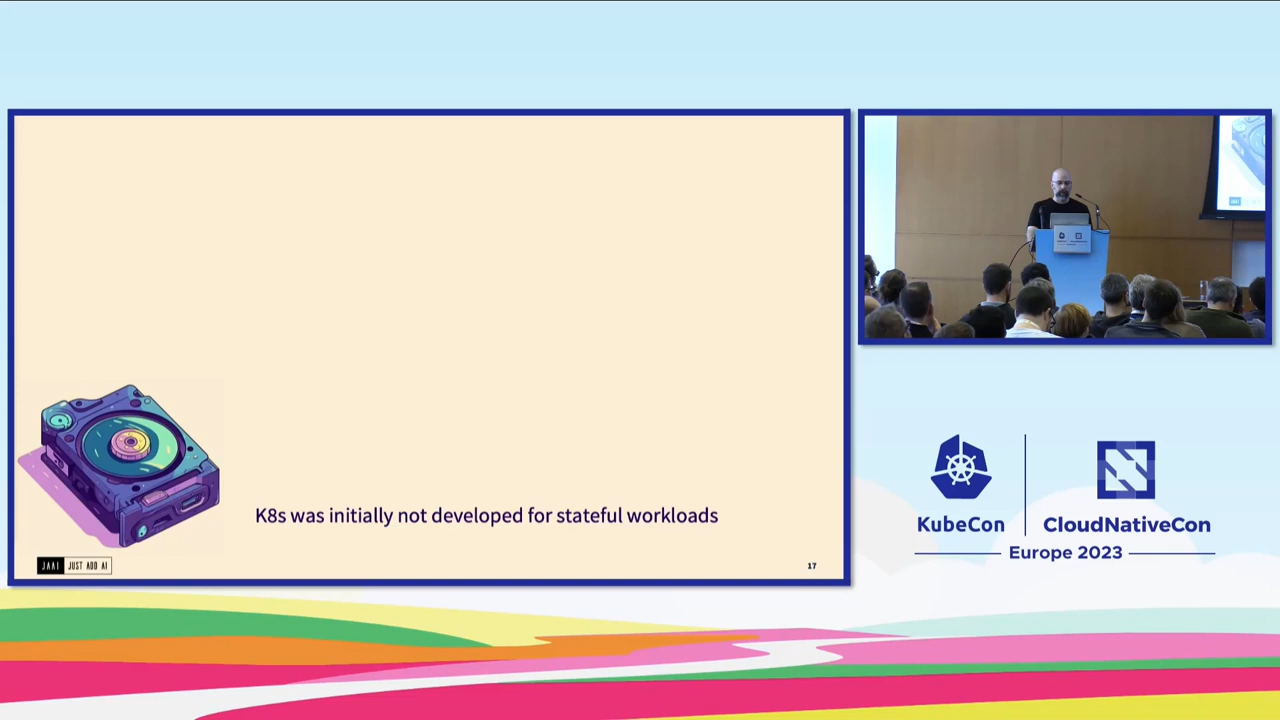 K8s was initially not developed for stateful workloads
JAAI JUST ADD AI
17
KubeCon
CloudNativeCon
Europe 2023